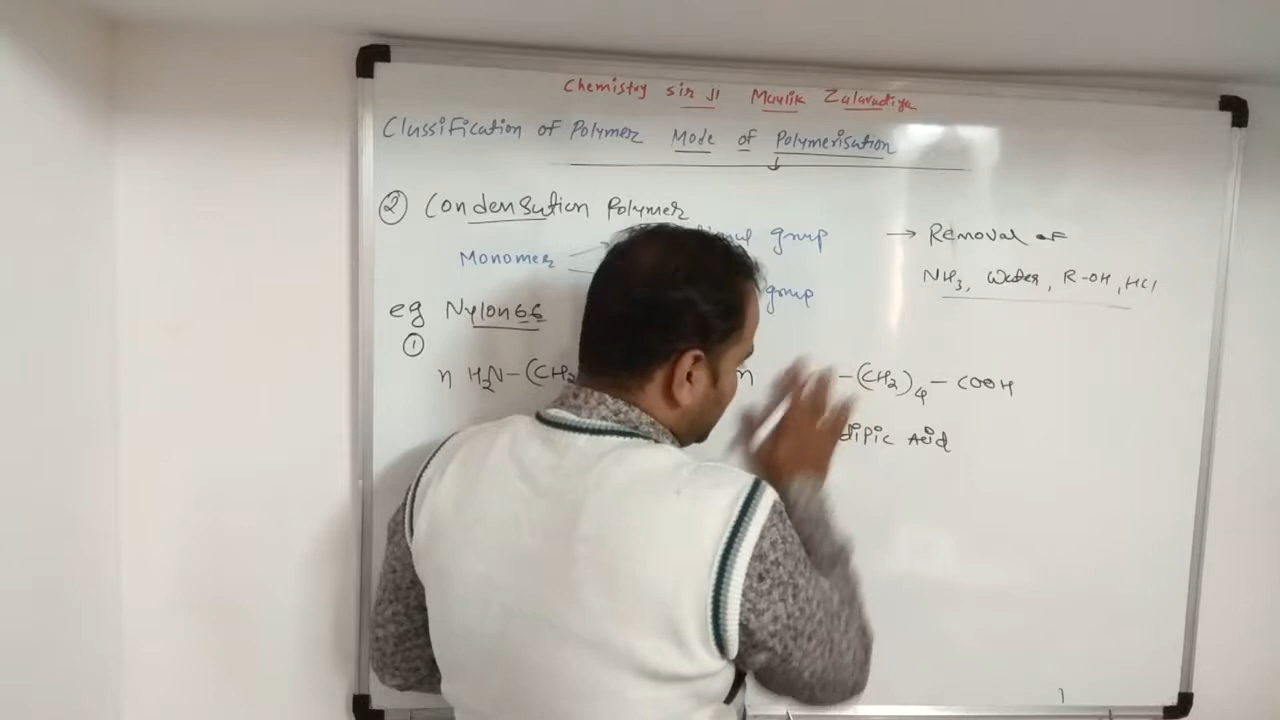 Chemistry sir JI Maulik Zalavadiya
Classification of Polymer Mode of Polymerisation
② Condensation Polymer
group → Removal of
Monomer
NH₃, Water, R-OH, HCl
group
eg Nylon66
①
n H₂N-(CH₂ n -(CH₂)₄-COOH
Acid